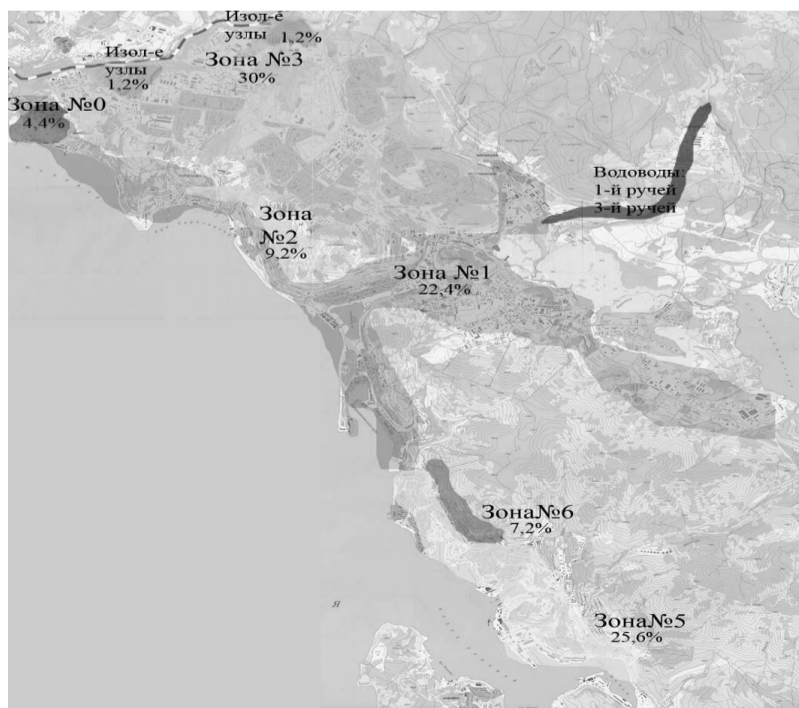 Изол-е
узлы
1,2%
Изол-е
узлы
1,2%
Зона №3
30%
Зона №0
4,4%
Водоводы:
1-й ручей
3-й ручей
Зона
№2
9,2%
Зона №1
22,4%
Зона№6
7,2%
Я
Зона№5
25,6%